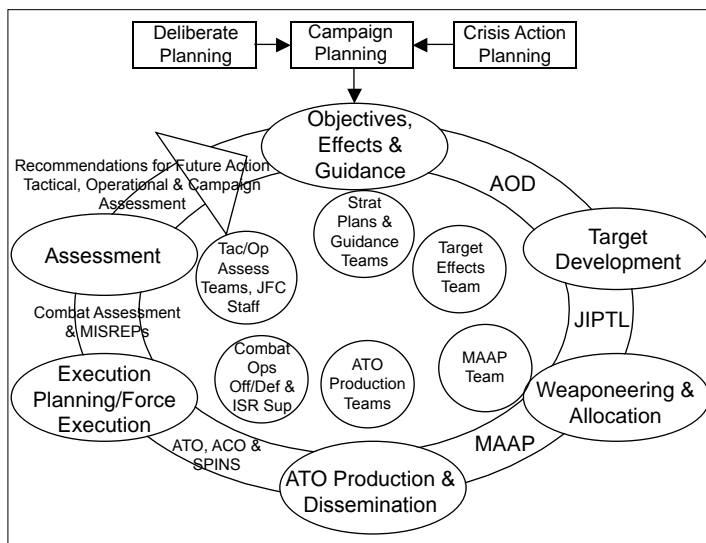 Deliberate
Planning
Campaign
Planning
Crisis Action
Planning
Objectives,
Effects &
Guidance
Recommendations for Future Action
Tactical, Operational & Campaign
Assessment
AOD
Strat
Plans &
Guidance
Teams
Assessment
Tac/Op
Assess
Teams, JFC
Staff
Target
Effects
Team
Target
Development
Combat Assessment
& MISREPs
JIPTL
Execution
Planning/Force
Execution
Combat
Ops
Off/Def &
ISR Sup
ATO
Production
Teams
MAAP
Team
Weaponeering &
Allocation
ATO, ACO &
SPINS
MAAP
ATO Production &
Dissemination